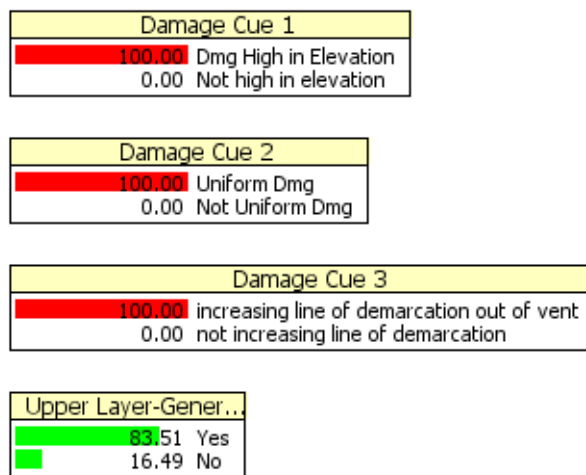 Damage Cue 1
100.00 Dmg High in Elevation
0.00 Not high in elevation
Damage Cue 2
100.00 Uniform Dmg
0.00 Not Uniform Dmg
Damage Cue 3
100.00 increasing line of demarcation out of vent
0.00 not increasing line of demarcation
Upper Layer-Gener...
83.51 Yes
16.49 No